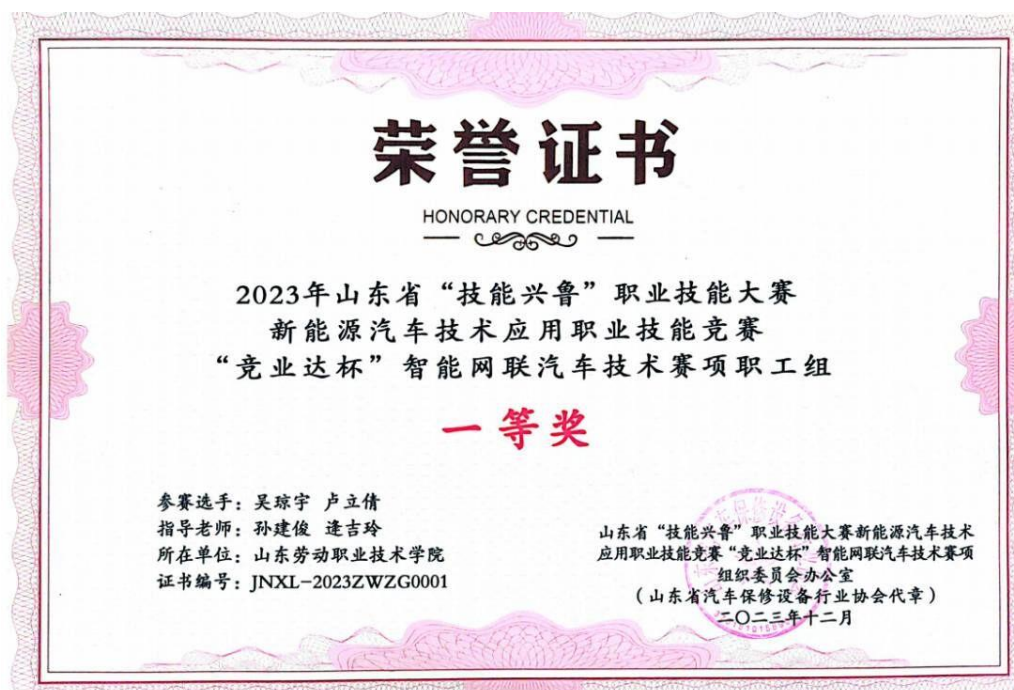 荣誉证书
HONORARY CREDENTIAL
2023年山东省“技能兴鲁”职业技能大赛
新能源汽车技术应用职业技能竞赛
“竞业达杯”智能网联汽车技术赛项职工组
一等奖
参赛选手：吴琼宇 卢立倩
指导老师：孙建俊 逄吉玲
所在单位：山东劳动职业技术学院
证书编号：JNXL-2023ZWZG0001
山东省“技能兴鲁”职业技能大赛新能源汽车技术
应用职业技能竞赛“竞业达杯”智能网联汽车技术赛项
组织委员会办公室
（山东省汽车保修设备行业协会代章）
二〇二三年十二月